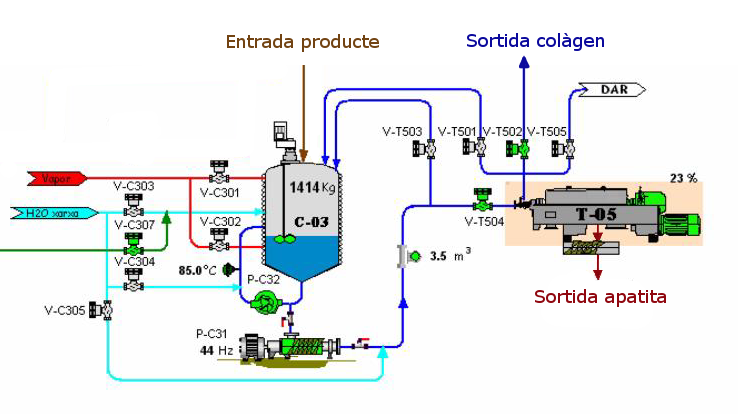 Entrada producte
Sortida colàgen
DAR
V-T503
V-T501
V-T502
V-T505
Vapor
V-C303
V-C301
1414 Kg
23 %
H2O xarxa
V-C307
V-C302
C-03
T-05
V-T504
V-C304
85.0°C
P-C32
3.5 m³
Sortida apatita
V-C305
P-C31
44 Hz